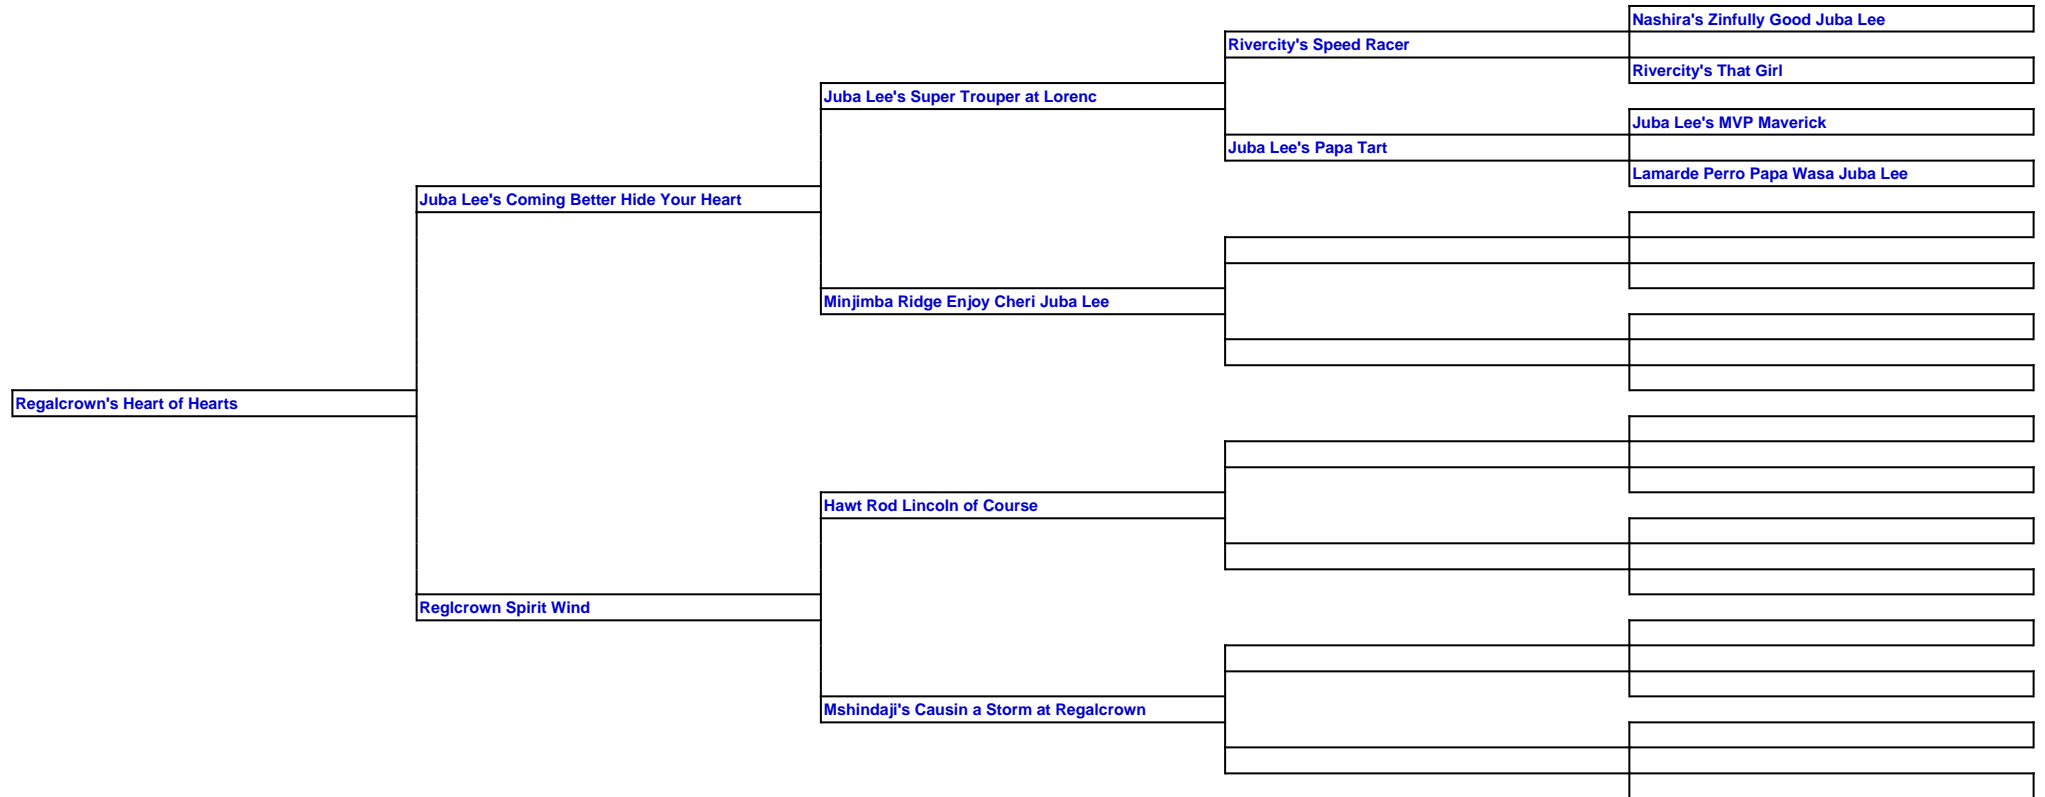 Nashira's Zinfully Good Juba Lee
Rivercity's Speed Racer
Rivercity's That Girl
Juba Lee's Super Trouper at Lorenc
Juba Lee's MVP Maverick
Juba Lee's Papa Tart
Lamarde Perro Papa Wasa Juba Lee
Juba Lee's Coming Better Hide Your Heart
Minjimba Ridge Enjoy Cheri Juba Lee
Regalcrown's Heart of Hearts
Hawt Rod Lincoln of Course
Reglcrown Spirit Wind
Mshindaji's Causin a Storm at Regalcrown